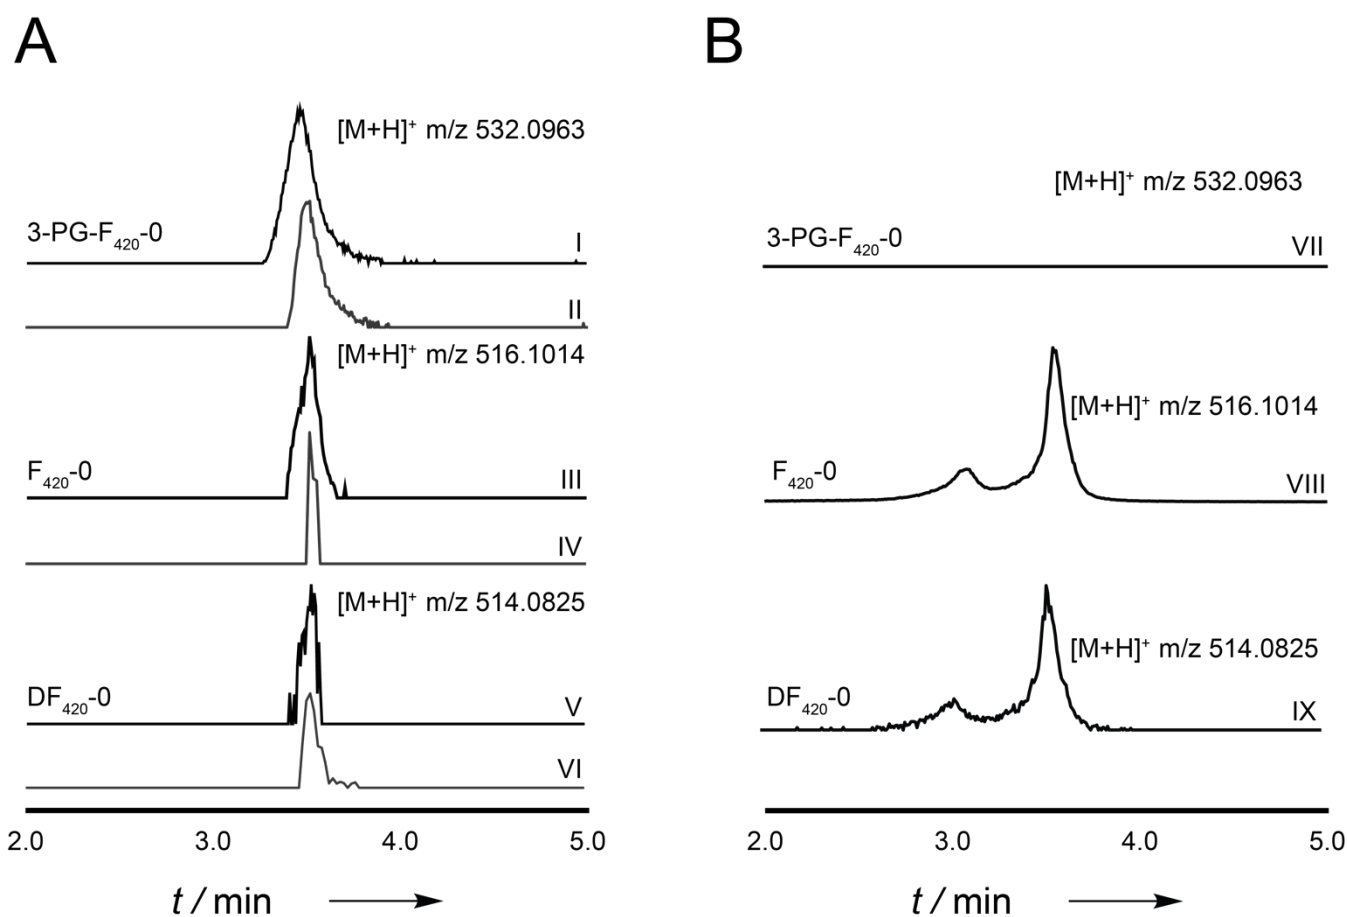 A
[M+H]⁺ m/z 532.0963
3-PG-F₄₂₀-0
I
II
[M+H]⁺ m/z 516.1014
F₄₂₀-0
III
IV
[M+H]⁺ m/z 514.0825
DF₄₂₀-0
V
VI
2.0 3.0 4.0 5.0
t / min
B
[M+H]⁺ m/z 532.0963
3-PG-F₄₂₀-0
VII
[M+H]⁺ m/z 516.1014
F₄₂₀-0
VIII
[M+H]⁺ m/z 514.0825
DF₄₂₀-0
IX
2.0 3.0 4.0 5.0
t / min